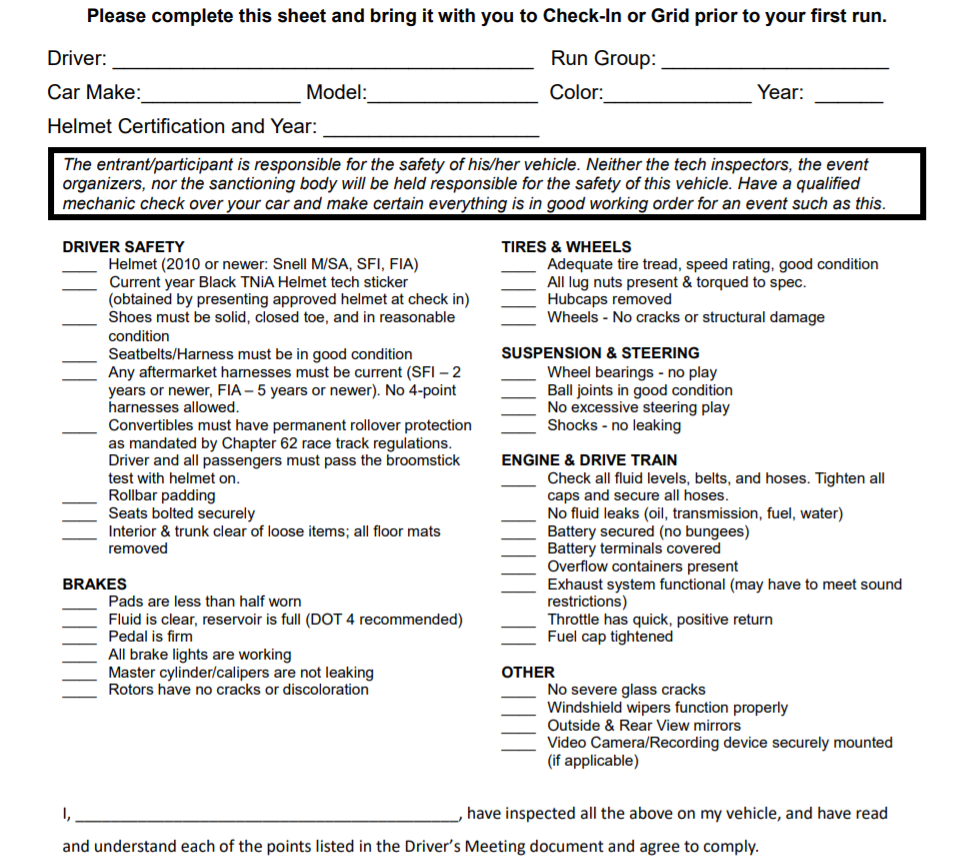 Please complete this sheet and bring it with you to Check-In or Grid prior to your first run.
Driver: ______________________________________ Run Group: ____________________
Car Make:______________ Model:_______________ Color:_____________ Year: ______
Helmet Certification and Year: ___________________
The entrant/participant is responsible for the safety of his/her vehicle. Neither the tech inspectors, the event
organizers, nor the sanctioning body will be held responsible for the safety of this vehicle. Have a qualified
mechanic check over your car and make certain everything is in good working order for an event such as this.
DRIVER SAFETY
____ Helmet (2010 or newer: Snell M/SA, SFI, FIA)
____ Current year Black TNiA Helmet tech sticker
(obtained by presenting approved helmet at check in)
____ Shoes must be solid, closed toe, and in reasonable
condition
____ Seatbelts/Harness must be in good condition
____ Any aftermarket harnesses must be current (SFI – 2
years or newer, FIA – 5 years or newer). No 4-point
harnesses allowed.
____ Convertibles must have permanent rollover protection
as mandated by Chapter 62 race track regulations.
Driver and all passengers must pass the broomstick
test with helmet on.
____ Rollbar padding
____ Seats bolted securely
____ Interior & trunk clear of loose items; all floor mats
removed
BRAKES
____ Pads are less than half worn
____ Fluid is clear, reservoir is full (DOT 4 recommended)
____ Pedal is firm
____ All brake lights are working
____ Master cylinder/calipers are not leaking
____ Rotors have no cracks or discoloration
TIRES & WHEELS
____ Adequate tire tread, speed rating, good condition
____ All lug nuts present & torqued to spec.
____ Hubcaps removed
____ Wheels - No cracks or structural damage
SUSPENSION & STEERING
____ Wheel bearings - no play
____ Ball joints in good condition
____ No excessive steering play
____ Shocks - no leaking
ENGINE & DRIVE TRAIN
____ Check all fluid levels, belts, and hoses. Tighten all
caps and secure all hoses.
____ No fluid leaks (oil, transmission, fuel, water)
____ Battery secured (no bungees)
____ Battery terminals covered
____ Overflow containers present
____ Exhaust system functional (may have to meet sound
restrictions)
____ Throttle has quick, positive return
____ Fuel cap tightened
OTHER
____ No severe glass cracks
____ Windshield wipers function properly
____ Outside & Rear View mirrors
____ Video Camera/Recording device securely mounted
(if applicable)
I, ________________________________________, have inspected all the above on my vehicle, and have read
and understand each of the points listed in the Driver’s Meeting document and agree to comply.